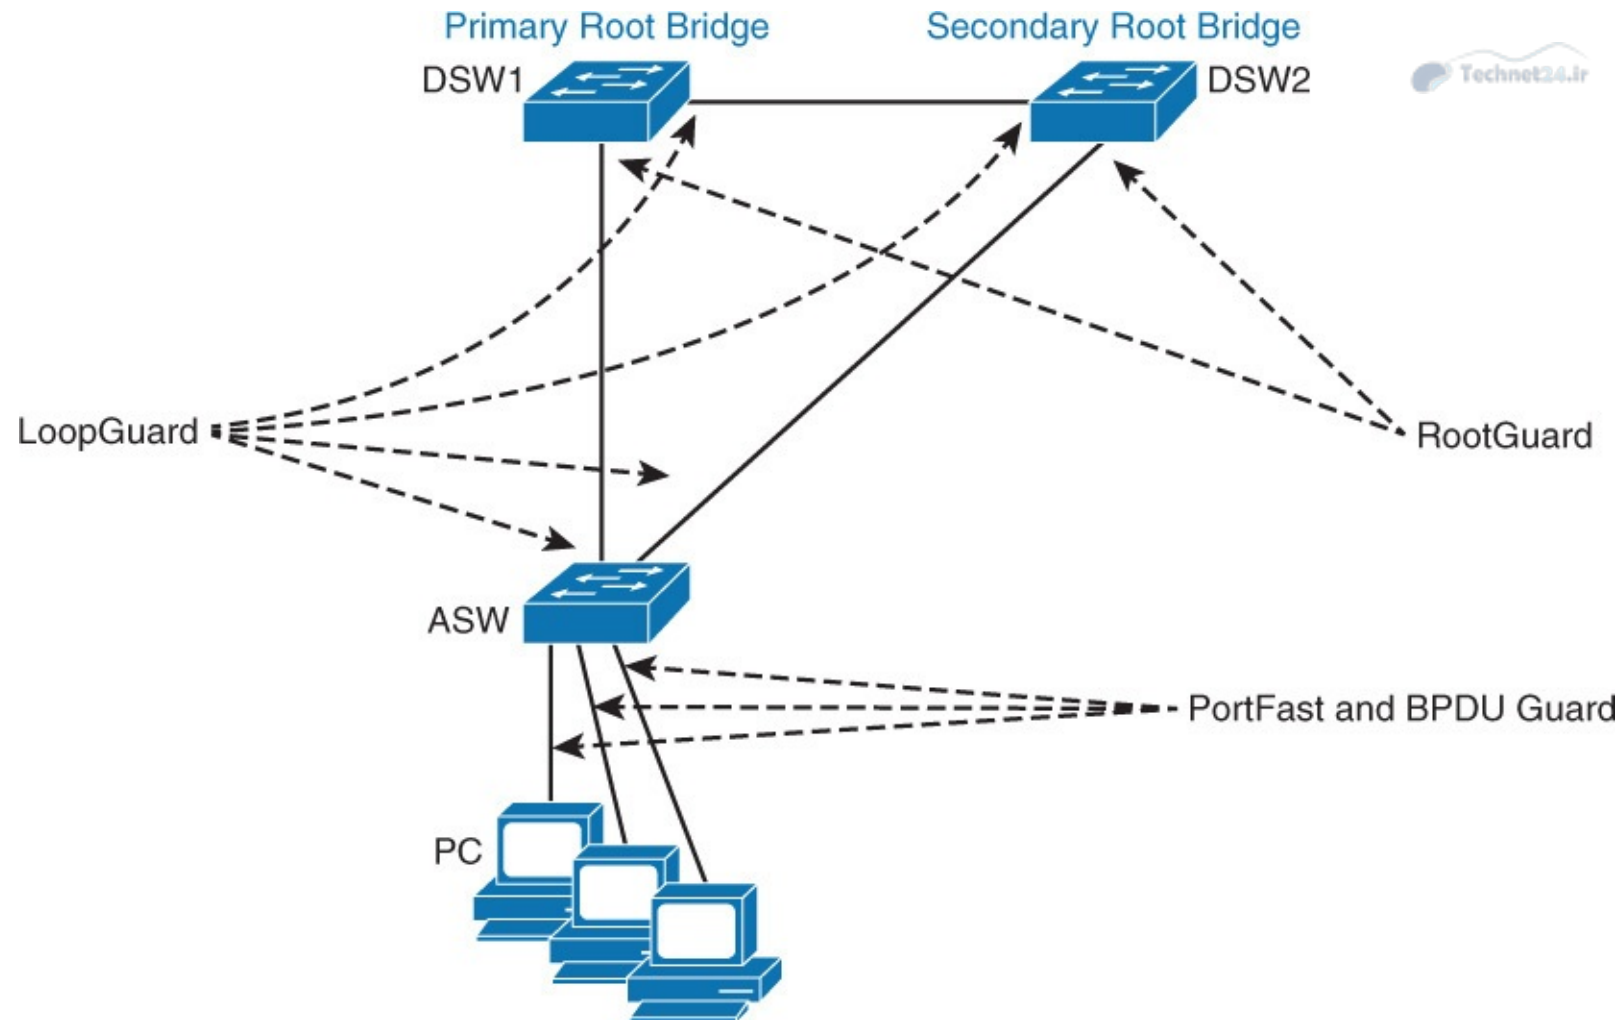 Primary Root Bridge
Secondary Root Bridge
DSW1
DSW2
Technet24.ir
LoopGuard
RootGuard
ASW
PortFast and BPDU Guard
PC